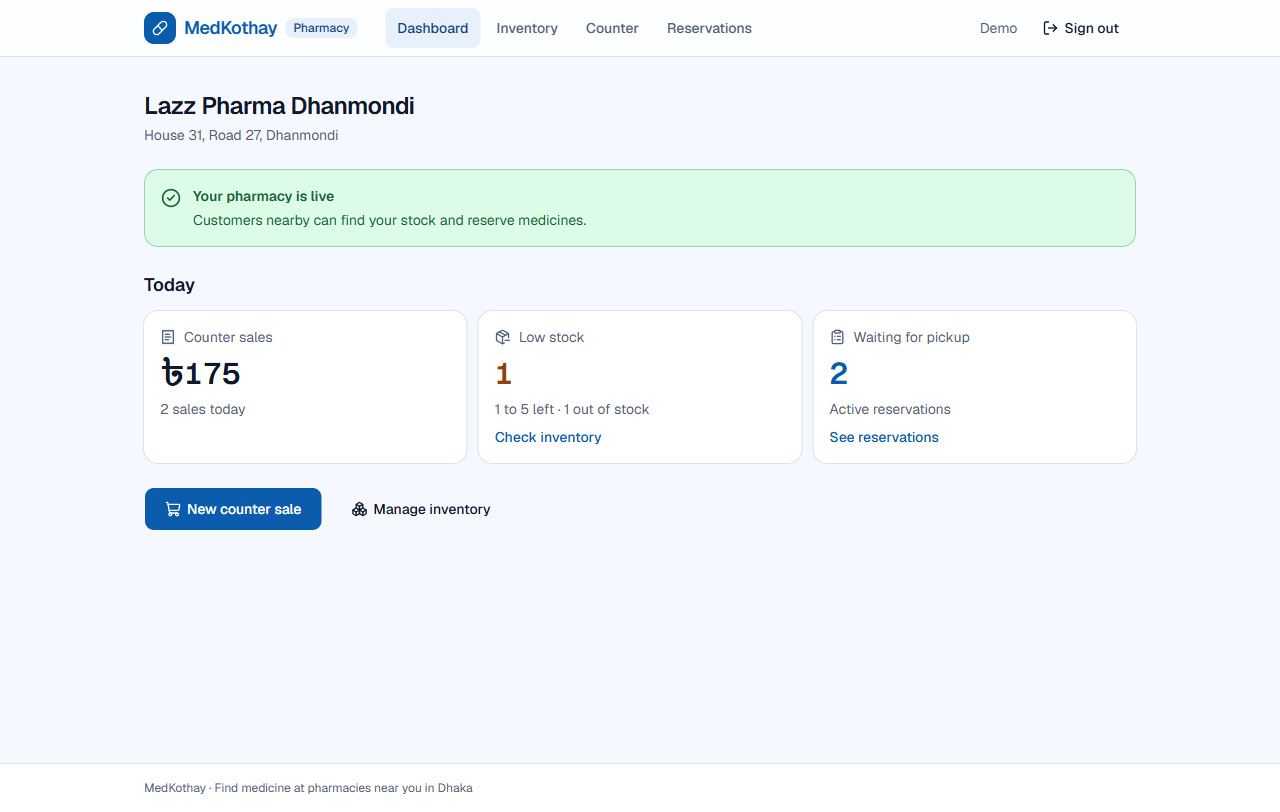 MedKothay Pharmacy Dashboard Inventory Counter Reservations Demo Sign out
Lazz Pharma Dhanmondi
House 31, Road 27, Dhanmondi
Your pharmacy is live
Customers nearby can find your stock and reserve medicines.
Today
Counter sales
৳175
2 sales today
Low stock
1
1 to 5 left · 1 out of stock
Check inventory
Waiting for pickup
2
Active reservations
See reservations
New counter sale Manage inventory
MedKothay · Find medicine at pharmacies near you in Dhaka